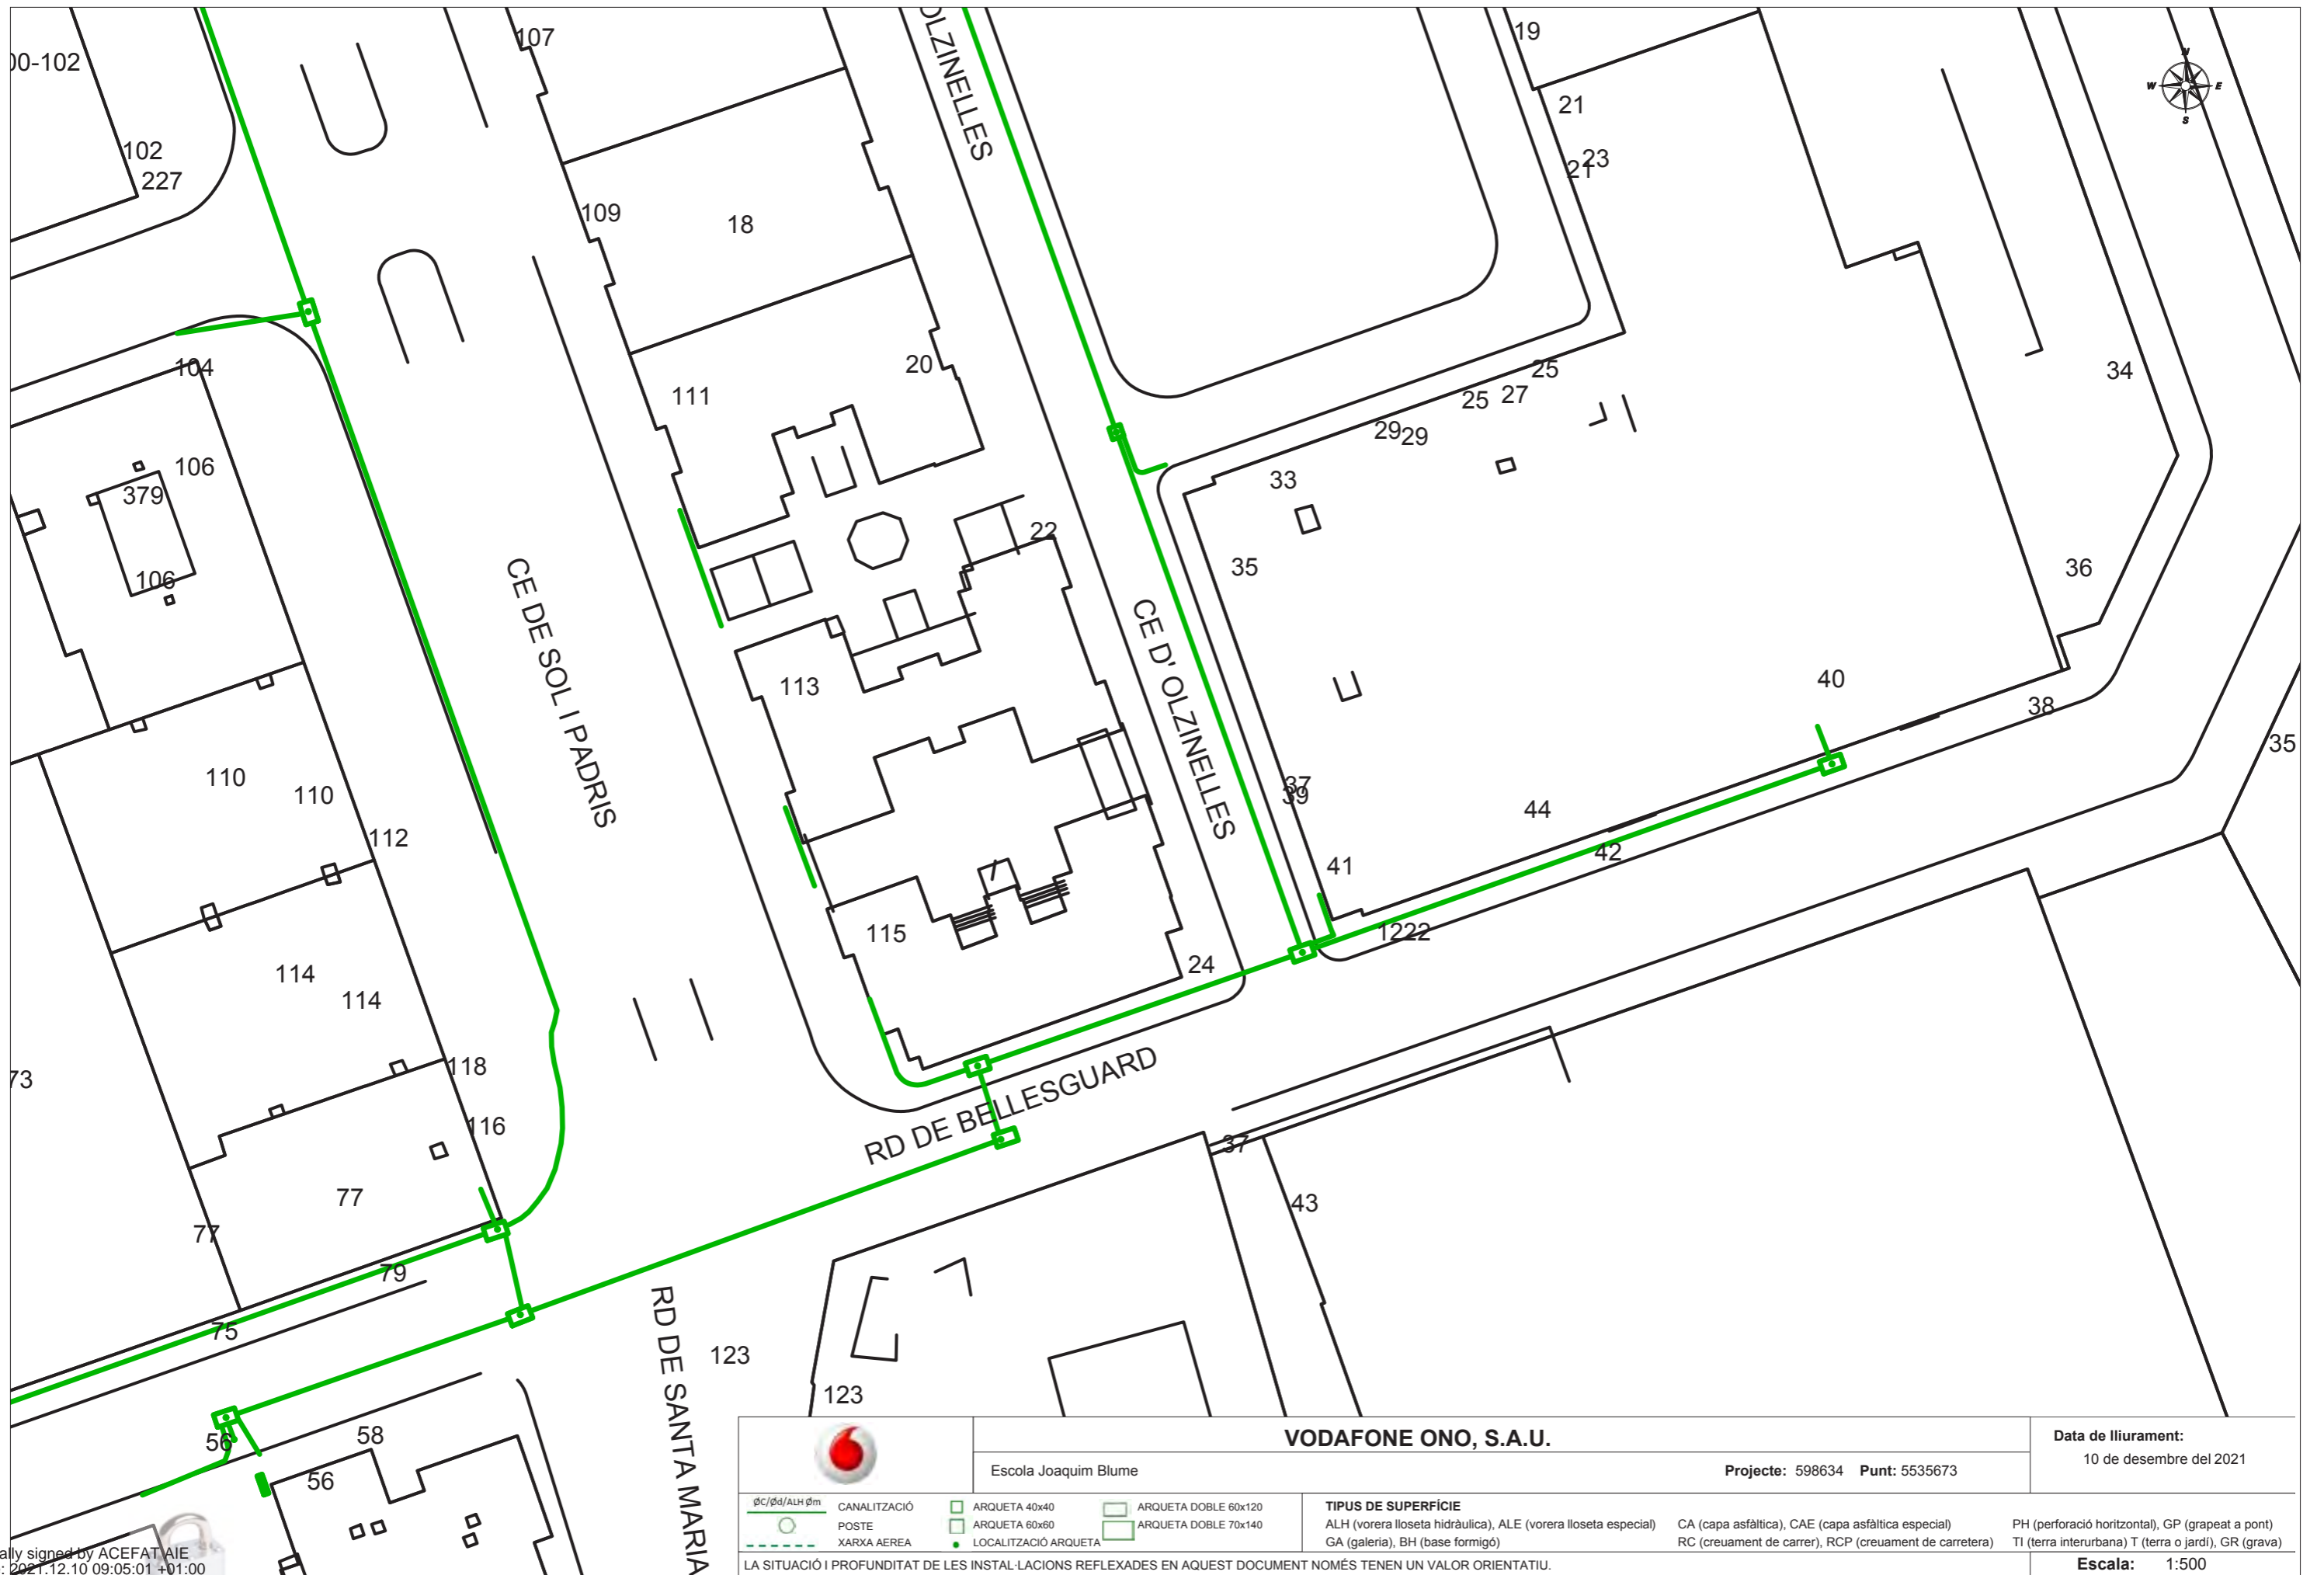 107
19
102
227
21
21
23
109
18
104
20
111
34
25
25
27
29
29
106
379
33
22
106
35
36
CE DE SOL I PADRIS
CE D' OLZINELLES
113
40
38
35
110
110
37
39
44
112
42
41
115
1222
24
114
114
118
73
116
RD DE BELLESGUARD
37
77
43
77
79
75
RD DE SANTA MARIA
123
123
58
56
56
N
W
E
S
VODAFONE ONO, S.A.U.
Data de lliurament:
10 de desembre del 2021
Escola Joaquim Blume
Projecte: 598634 Punt: 5535673
ØC/Ød/ALH Øm
CANALITZACIÓ
POSTE
XARXA AEREA
ARQUETA 40x40
ARQUETA 60x60
LOCALITZACIÓ ARQUETA
ARQUETA DOBLE 60x120
ARQUETA DOBLE 70x140
TIPUS DE SUPERFÍCIE
ALH (vorera lloseta hidràulica), ALE (vorera lloseta especial)
GA (galeria), BH (base formigó)
CA (capa asfàltica), CAE (capa asfàltica especial)
RC (creuament de carrer), RCP (creuament de carretera)
PH (perforació horitzontal), GP (grapeat a pont)
TI (terra interurbana) T (terra o jardí), GR (grava)
LA SITUACIÓ I PROFUNDITAT DE LES INSTAL·LACIONS REFLEXADES EN AQUEST DOCUMENT NOMÉS TENEN UN VALOR ORIENTATIU.
Escala: 1:500
signed by ACEFAT AIE
2021.12.10 09:05:01 +01:00